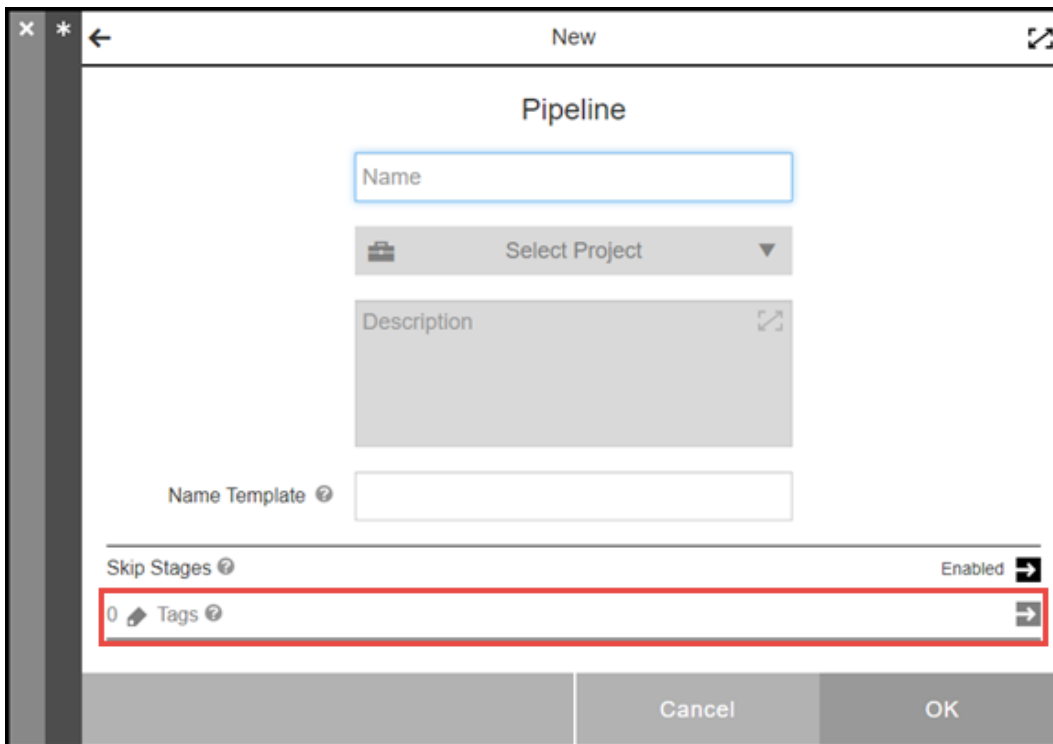 New
Pipeline
Name
Select Project
Description
Name Template
Skip Stages Enabled
0 Tags
Cancel OK